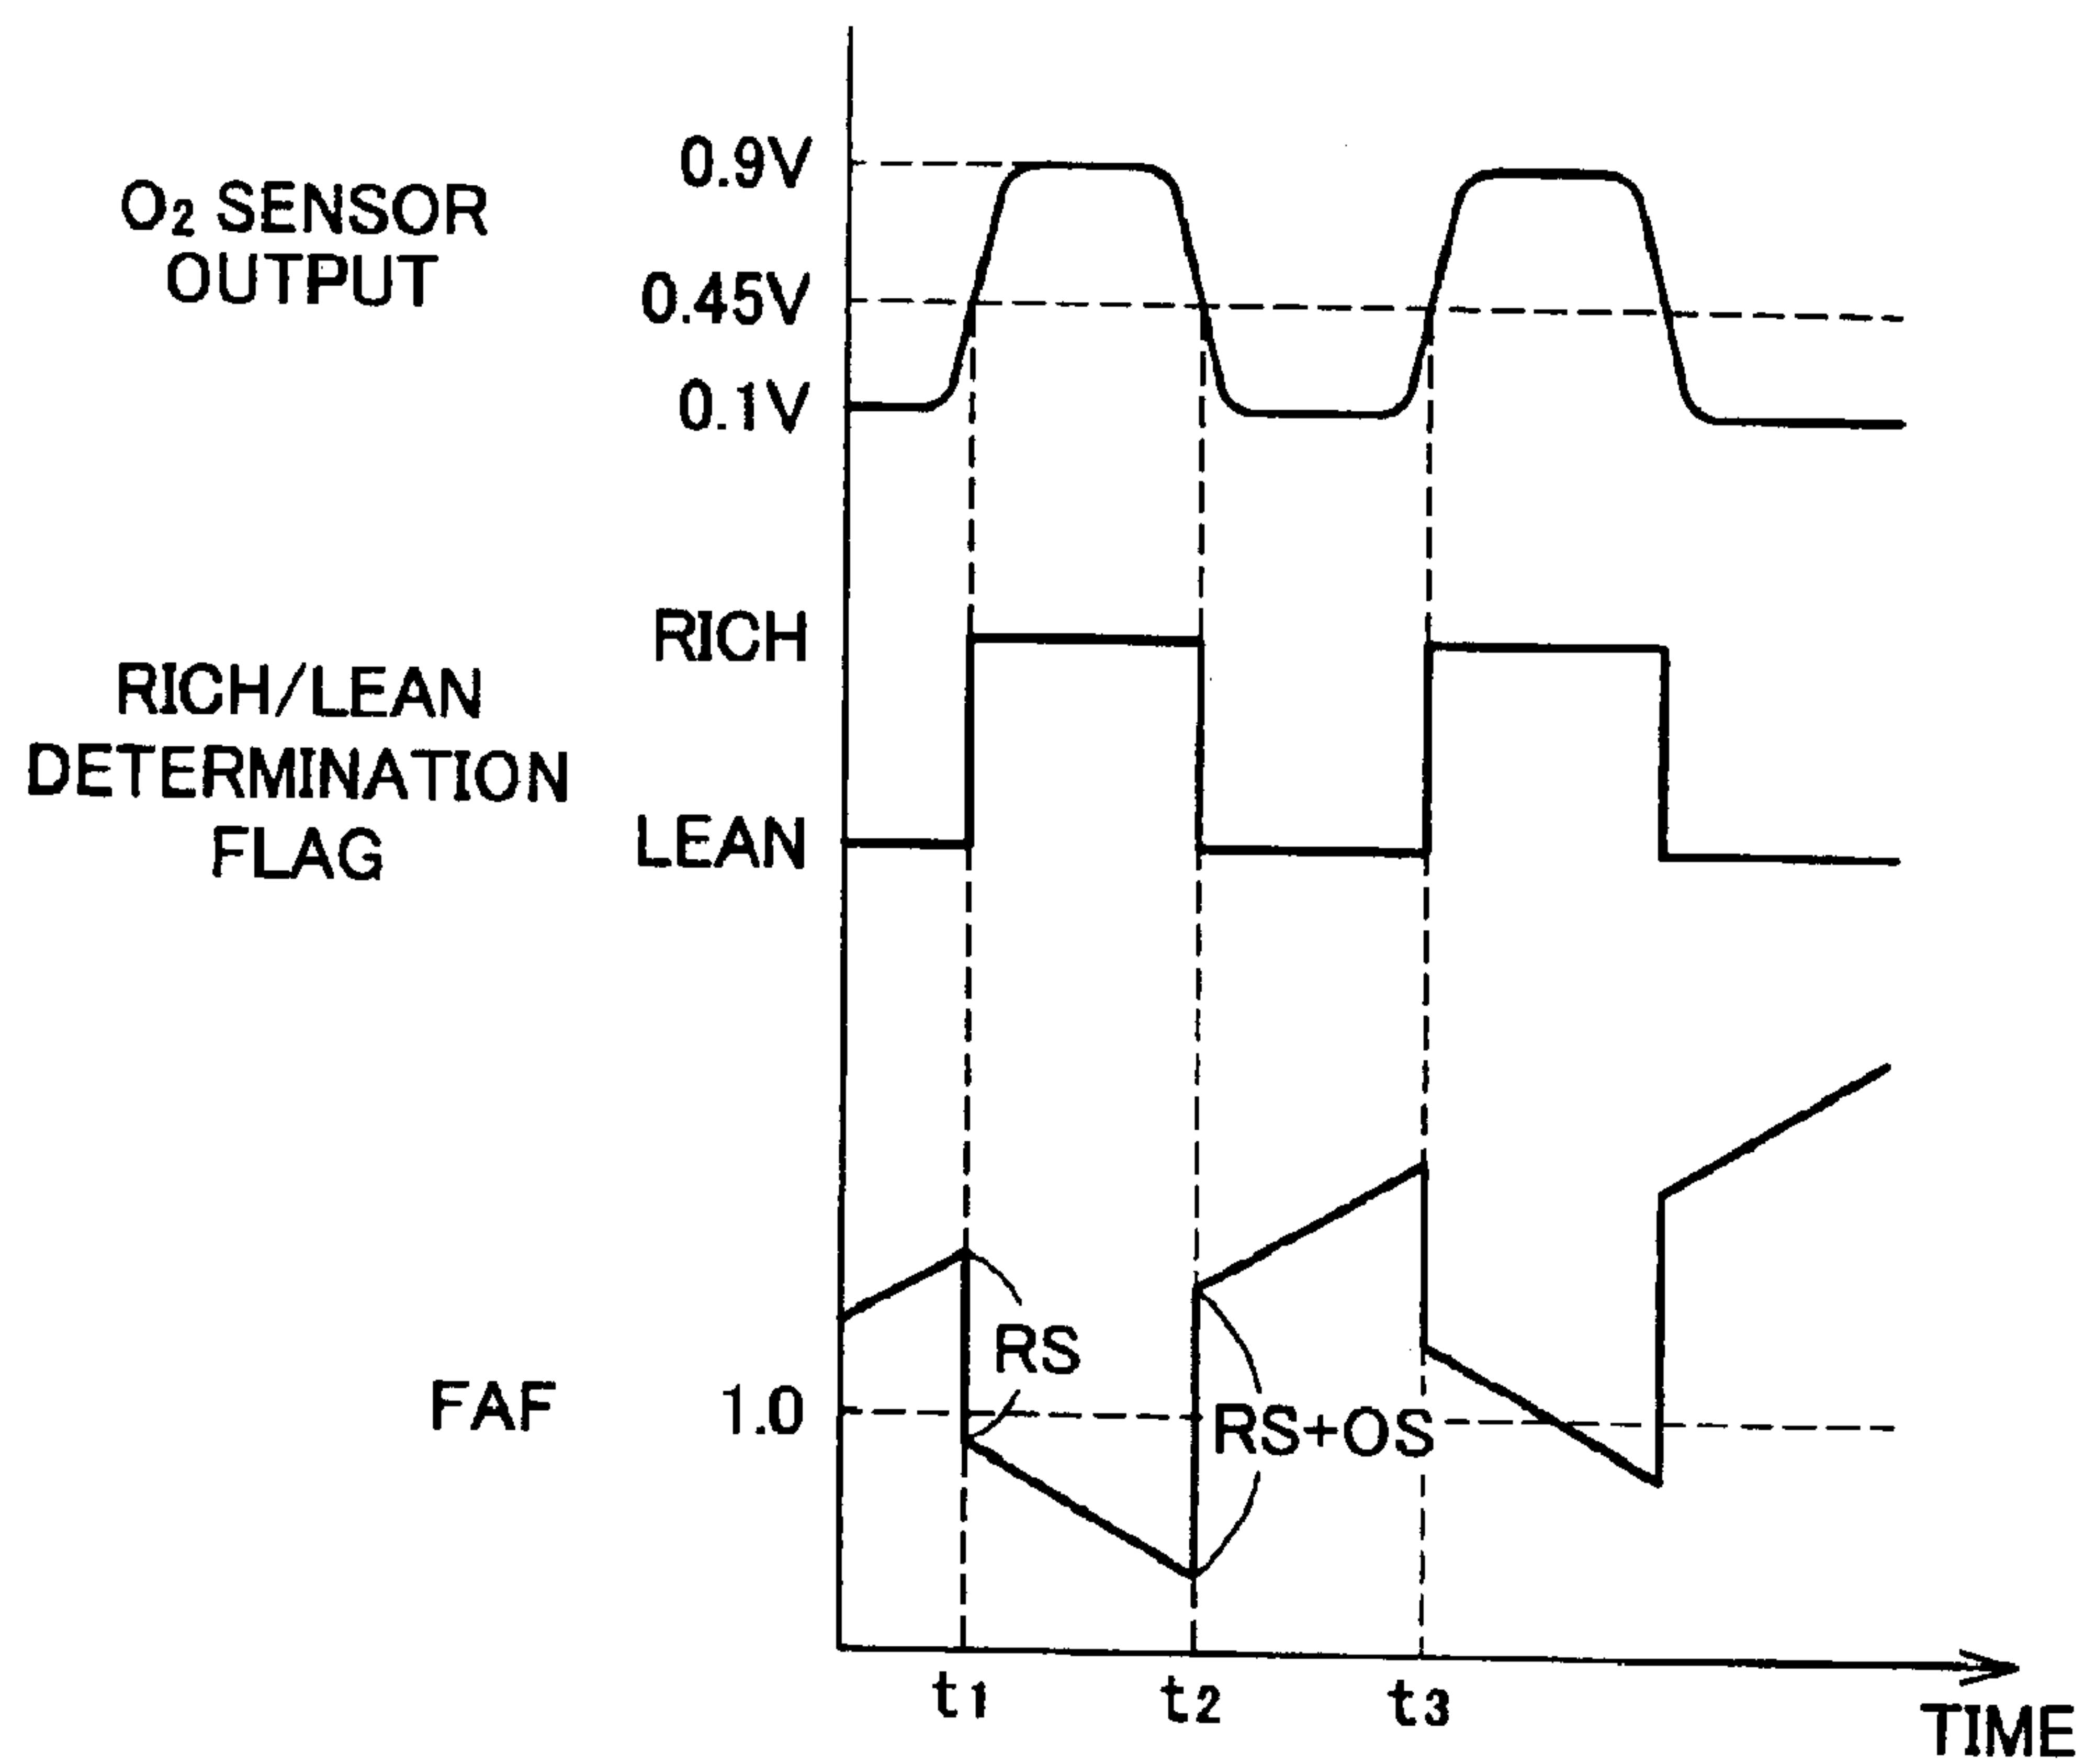 O2 SENSOR
OUTPUT
0.9V
0.45V
0.1V
RICH/LEAN
DETERMINATION
FLAG
RICH
LEAN
FAF
1.0
RS
RS+OS
t1
t2
t3
TIME